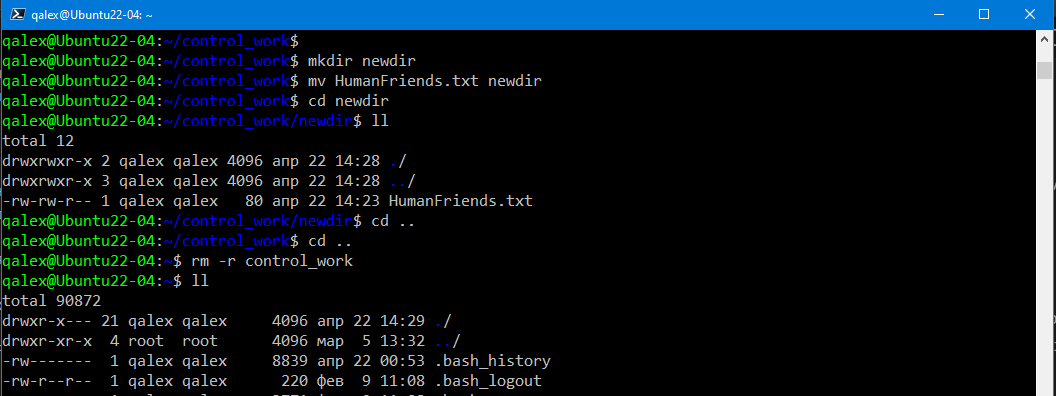 qalex@Ubuntu22-04: ~
qalex@Ubuntu22-04:~/control_work$
qalex@Ubuntu22-04:~/control_work$ mkdir newdir
qalex@Ubuntu22-04:~/control_work$ mv HumanFriends.txt newdir
qalex@Ubuntu22-04:~/control_work$ cd newdir
qalex@Ubuntu22-04:~/control_work/newdir$ ll
total 12
drwxrwxr-x 2 qalex qalex 4096 апр 22 14:28 ./
drwxrwxr-x 3 qalex qalex 4096 апр 22 14:28 ../
-rw-rw-r-- 1 qalex qalex   80 апр 22 14:23 HumanFriends.txt
qalex@Ubuntu22-04:~/control_work/newdir$ cd ..
qalex@Ubuntu22-04:~/control_work$ cd ..
qalex@Ubuntu22-04:~$ rm -r control_work
qalex@Ubuntu22-04:~$ ll
total 90872
drwxr-x--- 21 qalex qalex     4096 апр 22 14:29 ./
drwxr-xr-x  4 root  root      4096 мар  5 13:32 ../
-rw-------  1 qalex qalex     8839 апр 22 00:53 .bash_history
-rw-r--r--  1 qalex qalex      220 фев  9 11:08 .bash_logout